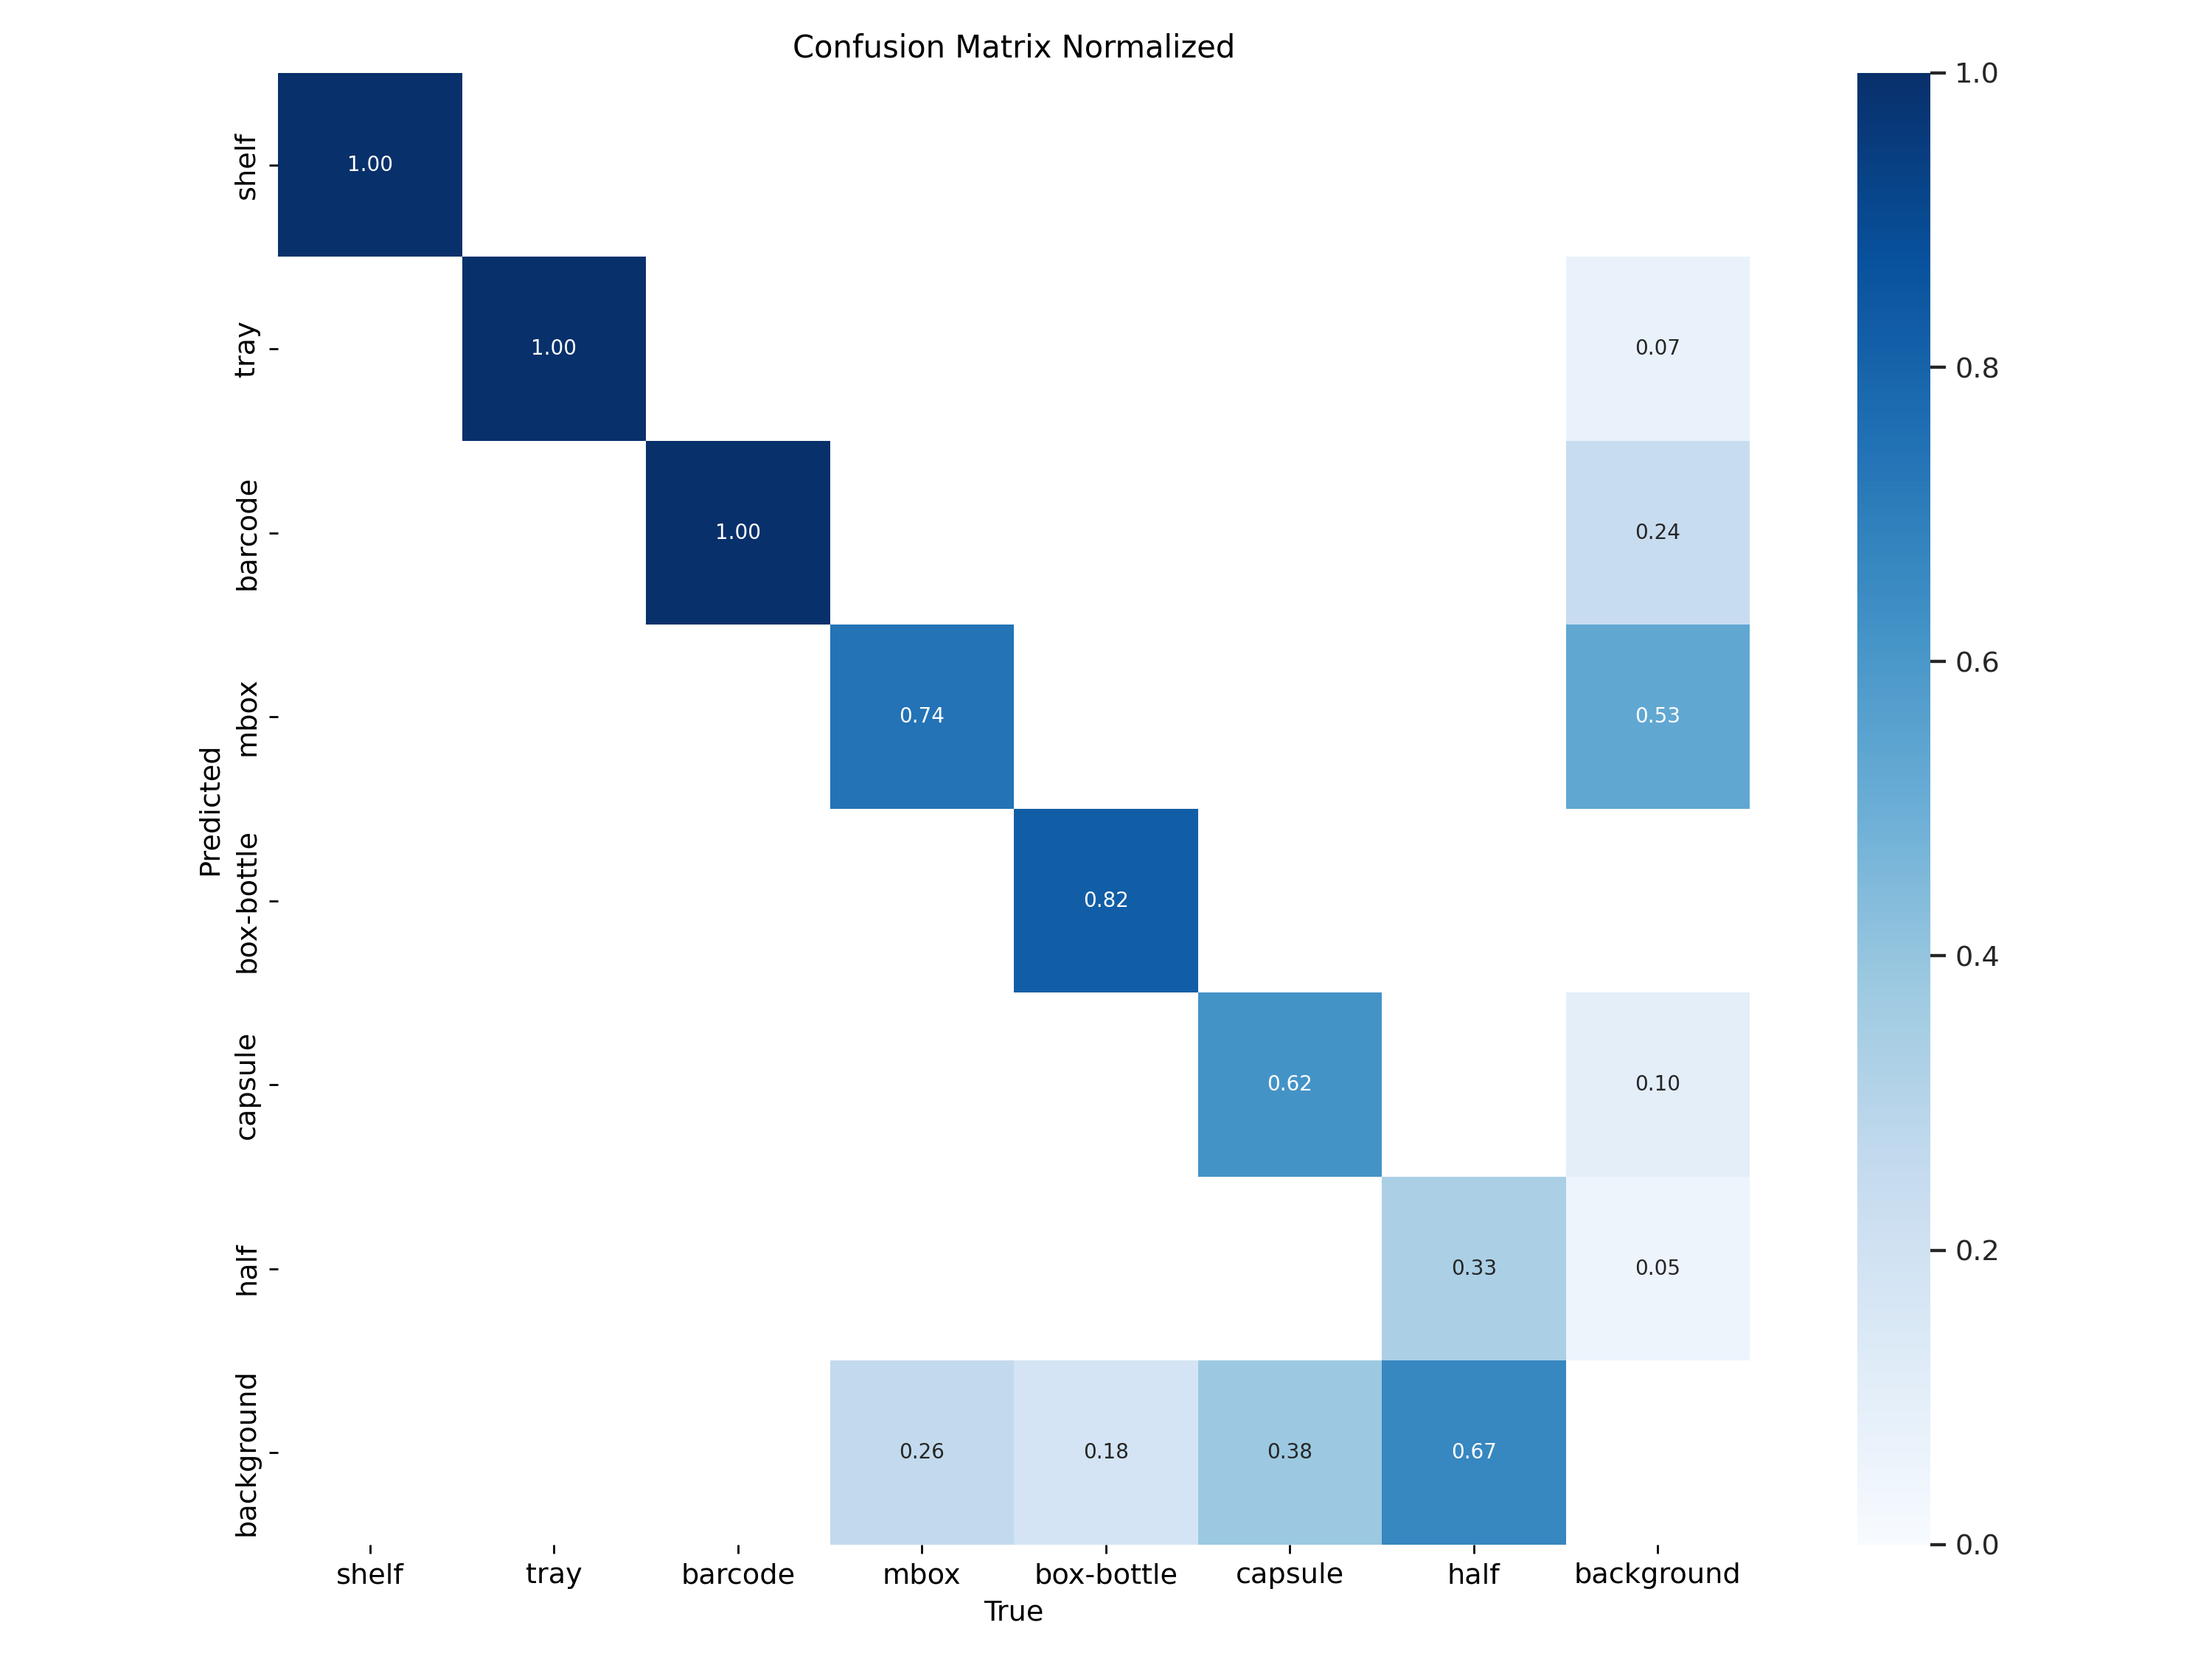 Confusion Matrix Normalized
shelf
1.00
tray
1.00
0.07
barcode
1.00
0.24
mbox
0.74
0.53
box-bottle
0.82
capsule
0.62
0.10
half
0.33
0.05
background
0.26
0.18
0.38
0.67
Predicted
shelf tray barcode mbox box-bottle capsule half background
True
1.0
0.8
0.6
0.4
0.2
0.0